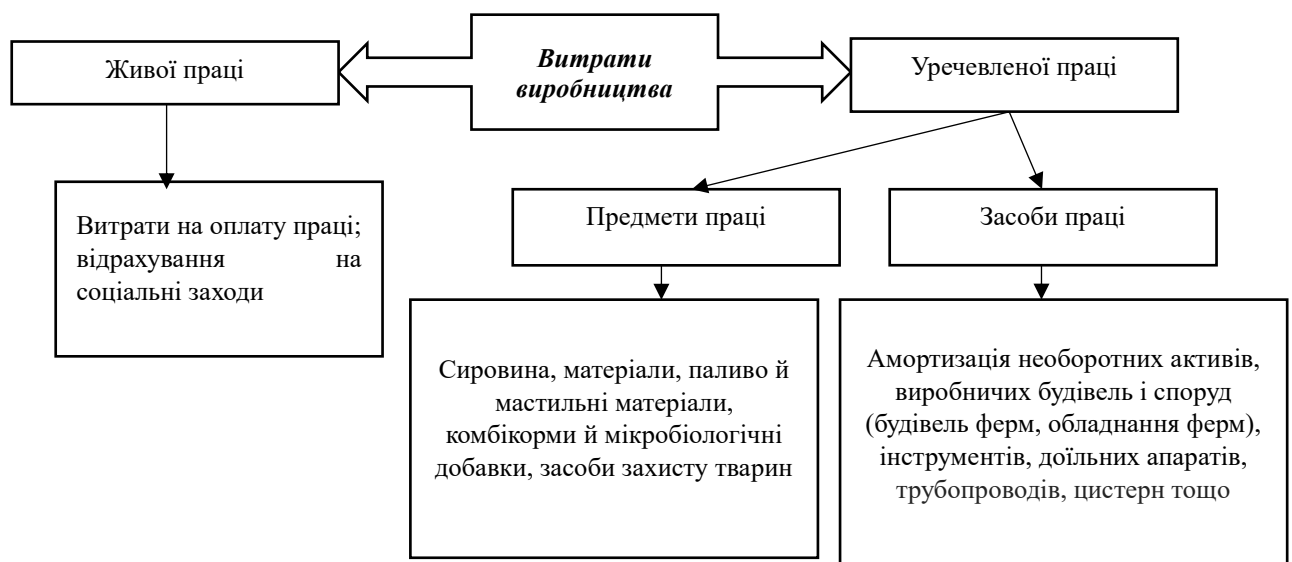 Живої праці
Витрати
виробництва
Уречевленої праці
Витрати на оплату праці;
відрахування на
соціальні заходи
Предмети праці
Засоби праці
Сировина, матеріали, паливо й
мастильні матеріали,
комбікорми й мікробіологічні
добавки, засоби захисту тварин
Амортизація необоротних активів,
виробничих будівель і споруд
(будівель ферм, обладнання ферм),
інструментів, доїльних апаратів,
трубопроводів, цистерн тощо